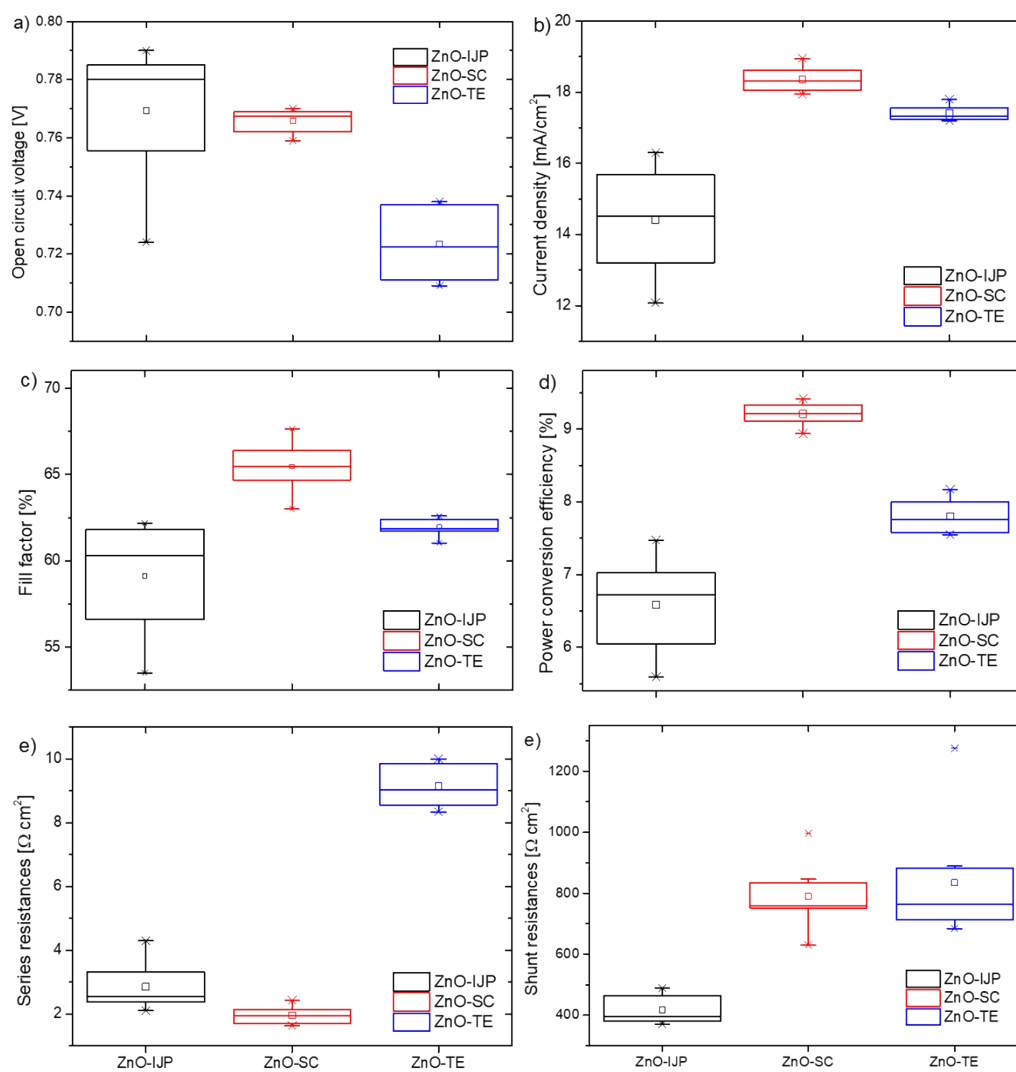 a)
Open circuit voltage [V]
0.80
0.78
0.76
0.74
0.72
0.70
ZnO-IJP
ZnO-SC
ZnO-TE
b)
Current density [mA/cm²]
20
18
16
14
12
ZnO-IJP
ZnO-SC
ZnO-TE
c)
Fill factor [%]
70
65
60
55
ZnO-IJP
ZnO-SC
ZnO-TE
d)
Power conversion efficiency [%]
9
8
7
6
ZnO-IJP
ZnO-SC
ZnO-TE
e)
Series resistances [Ω cm²]
10
8
6
4
2
ZnO-IJP
ZnO-SC
ZnO-TE
ZnO-IJP ZnO-SC ZnO-TE
e)
Shunt resistances [Ω cm²]
1200
1000
800
600
400
ZnO-IJP
ZnO-SC
ZnO-TE
ZnO-IJP ZnO-SC ZnO-TE